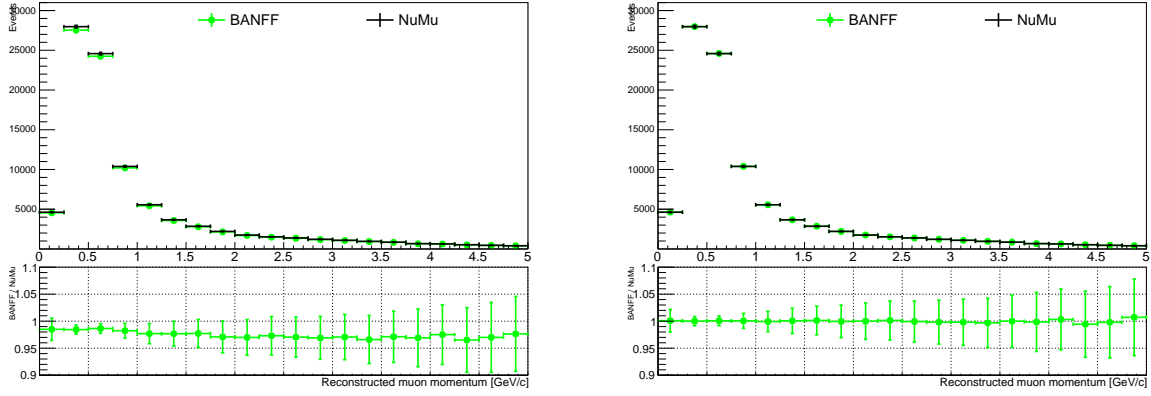 Events
BANFF
NuMu
30000
25000
20000
15000
10000
5000
0 0.5 1 1.5 2 2.5 3 3.5 4 4.5 5
BANFF / NuMu
1.1
1.05
1
0.95
0.9
Reconstructed muon momentum [GeV/c]
Events
BANFF
NuMu
30000
25000
20000
15000
10000
5000
0 0.5 1 1.5 2 2.5 3 3.5 4 4.5 5
BANFF / NuMu
1.1
1.05
1
0.95
0.9
Reconstructed muon momentum [GeV/c]